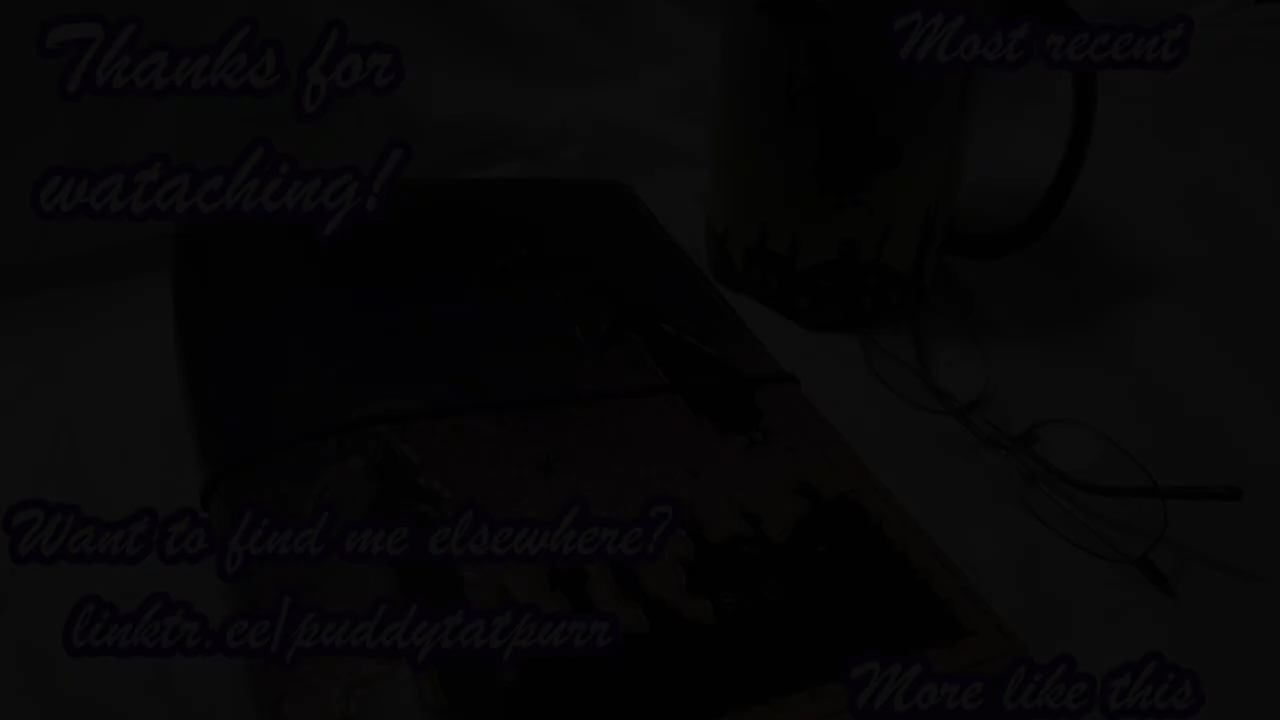 Thanks for
wataching!
Most recent
Want to find me elsewhere?
linktr.ee/puddytatpurr
More like this